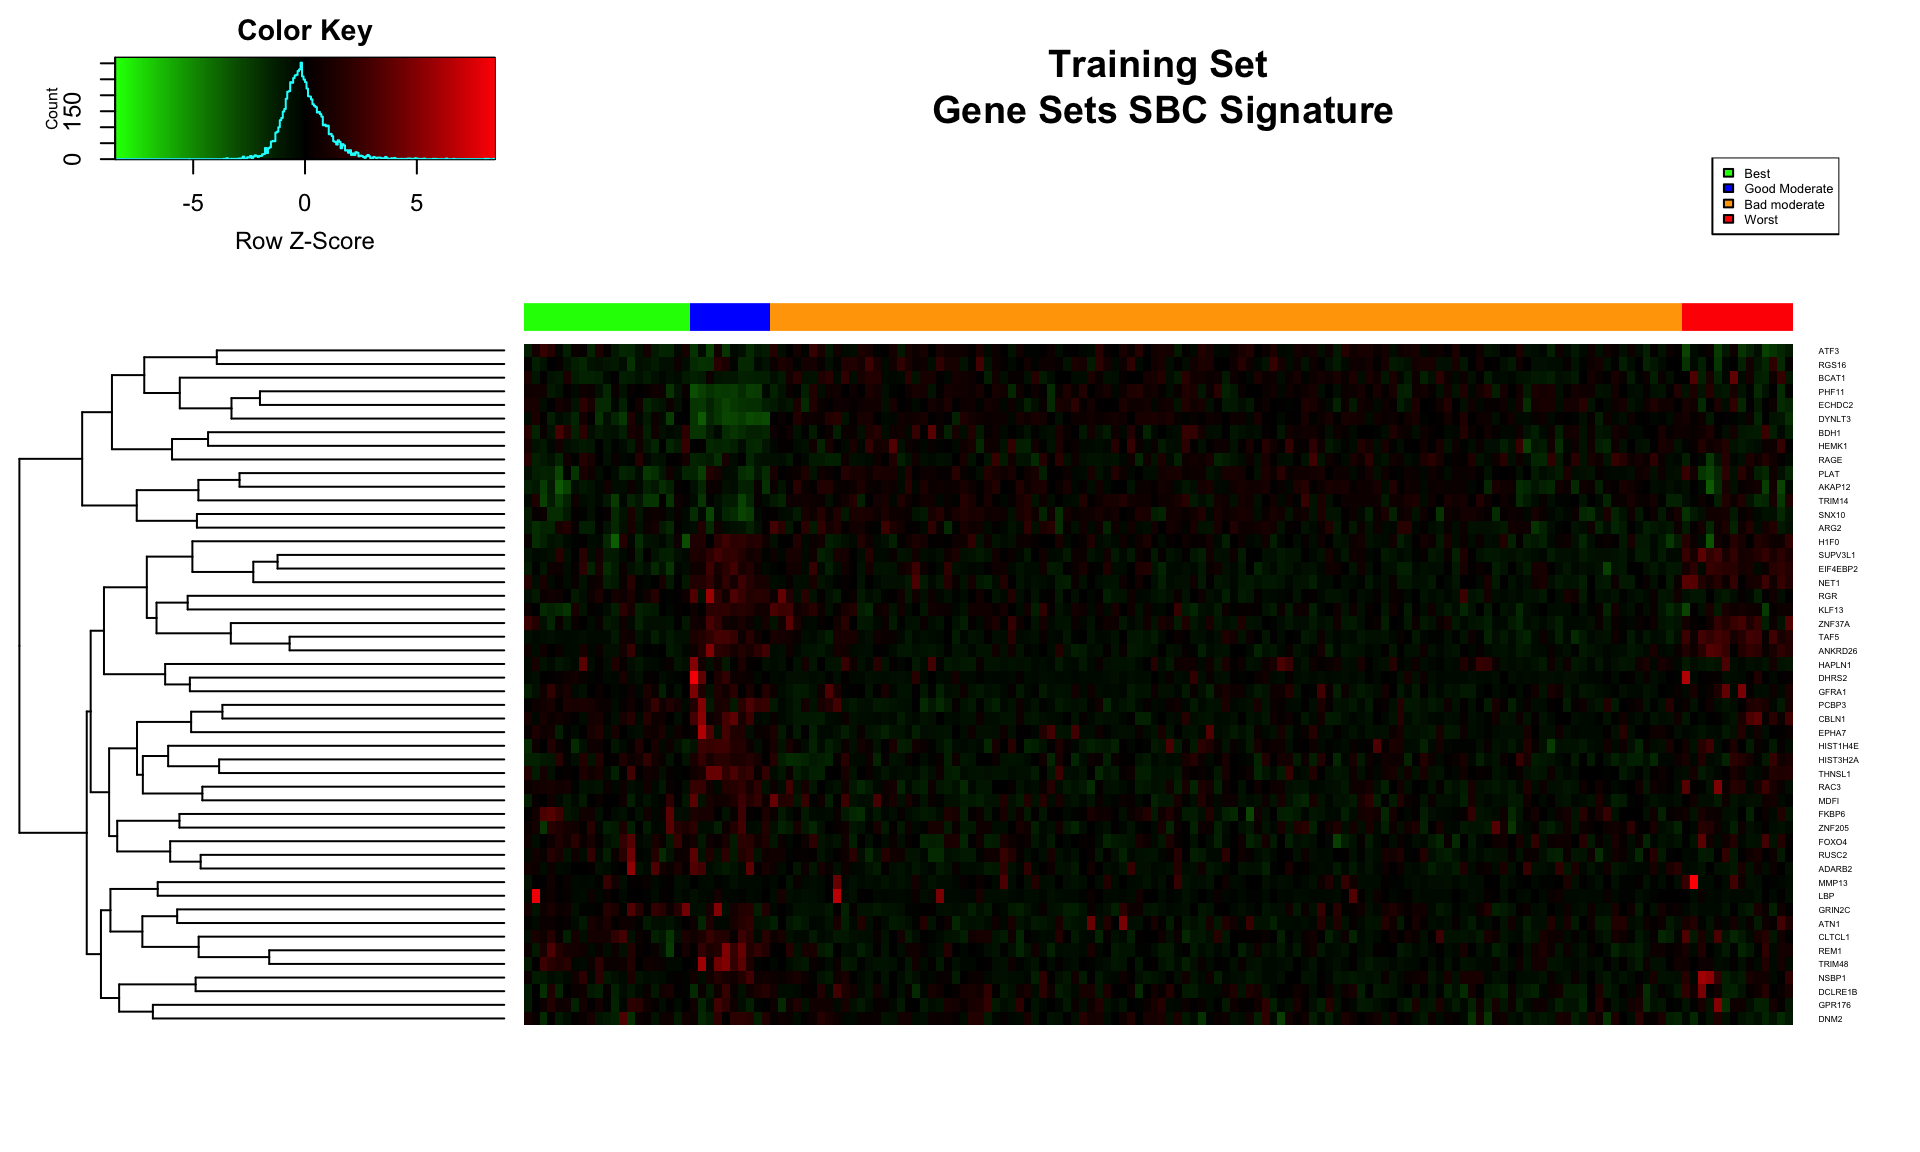 Color Key
Count
0
150
-5
0
5
Row Z-Score
Training Set
Gene Sets SBC Signature
Best
Good Moderate
Bad moderate
Worst
ATF3
RGS16
BCAT1
PHF11
ECHDC2
DYNLT3
BDH1
HEMK1
RAGE
PLAT
AKAP12
TRIM14
SNX10
ARG2
H1F0
SUPV3L1
EIF4EBP2
NET1
RGR
KLF13
ZNF37A
TAF5
ANKRD26
HAPLN1
DHRS2
GFRA1
PCBP3
CBLN1
EPHA7
HIST1H4E
HIST3H2A
THNSL1
RAC3
MDFI
FKBP6
ZNF205
FOXO4
RUSC2
ADARB2
MMP13
LBP
GRIN2C
ATN1
CLTCL1
REM1
TRIM48
NSBP1
DCLRE1B
GPR176
DNM2